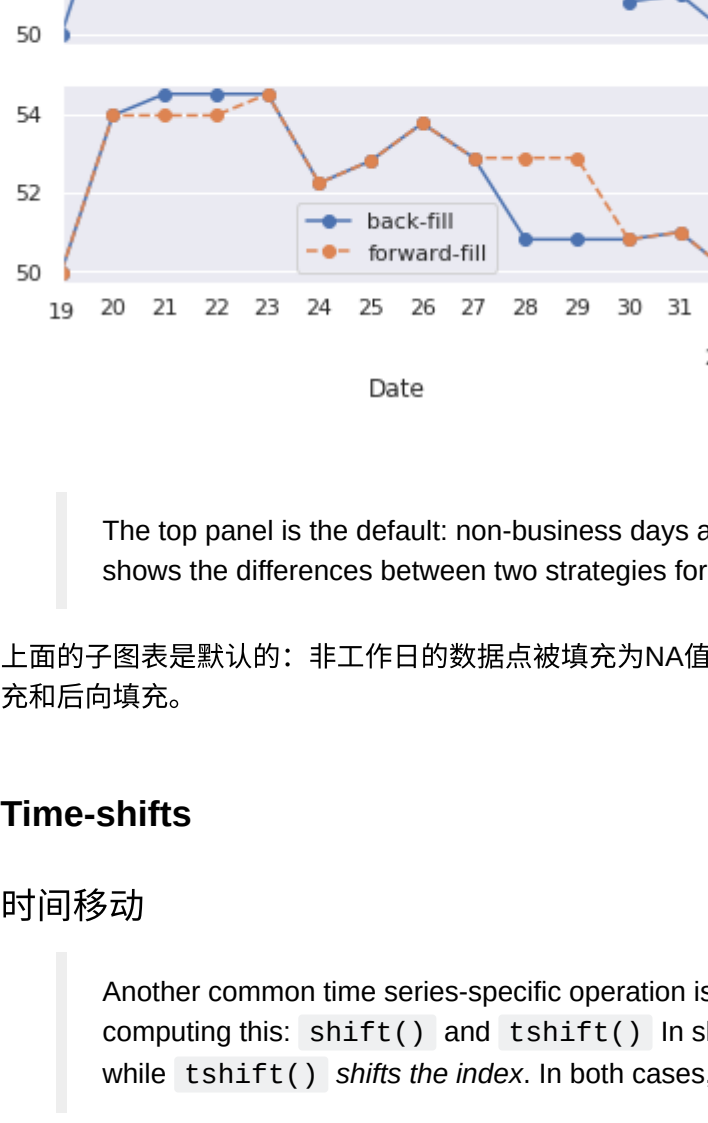 50
54
52
50
back-fill
forward-fill
19 20 21 22 23 24 25 26 27 28 29 30 31
Date
The top panel is the default: non-business days
shows the differences between two strategies for
上面的子图表是默认的：非工作日的数据点被填充为NA值
充和后向填充。
Time-shifts
时间移动
Another common time series-specific operation is
computing this: shift() and tshift() In
while tshift() shifts the index. In both cases,